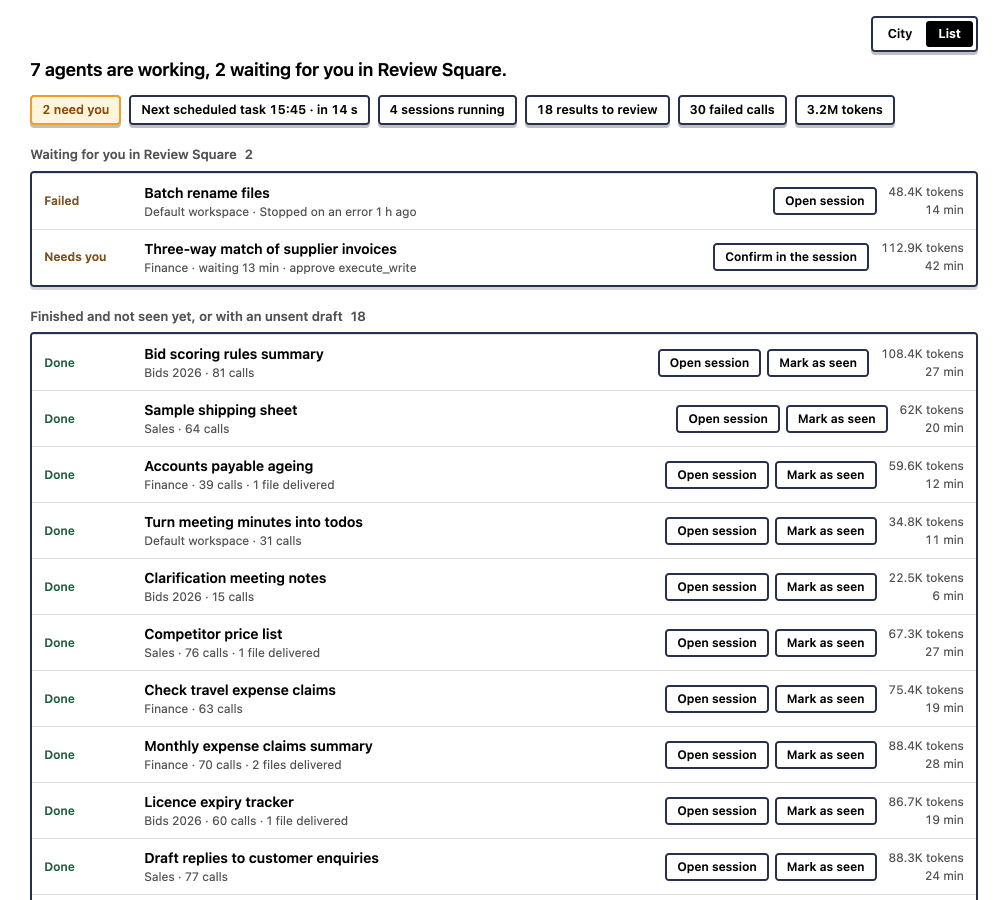 City List
7 agents are working, 2 waiting for you in Review Square.
2 need you
Next scheduled task 15:45 · in 14 s
4 sessions running
18 results to review
30 failed calls
3.2M tokens
Waiting for you in Review Square 2
Failed
Batch rename files
Default workspace · Stopped on an error 1 h ago
Open session
48.4K tokens
14 min
Needs you
Three-way match of supplier invoices
Finance · waiting 13 min · approve execute_write
Confirm in the session
112.9K tokens
42 min
Finished and not seen yet, or with an unsent draft 18
Done
Bid scoring rules summary
Bids 2026 · 81 calls
Open session
Mark as seen
108.4K tokens
27 min
Done
Sample shipping sheet
Sales · 64 calls
Open session
Mark as seen
62K tokens
20 min
Done
Accounts payable ageing
Finance · 39 calls · 1 file delivered
Open session
Mark as seen
59.6K tokens
12 min
Done
Turn meeting minutes into todos
Default workspace · 31 calls
Open session
Mark as seen
34.8K tokens
11 min
Done
Clarification meeting notes
Bids 2026 · 15 calls
Open session
Mark as seen
22.5K tokens
6 min
Done
Competitor price list
Sales · 76 calls · 1 file delivered
Open session
Mark as seen
67.3K tokens
27 min
Done
Check travel expense claims
Finance · 63 calls
Open session
Mark as seen
75.4K tokens
19 min
Done
Monthly expense claims summary
Finance · 70 calls · 2 files delivered
Open session
Mark as seen
88.4K tokens
28 min
Done
Licence expiry tracker
Bids 2026 · 60 calls · 1 file delivered
Open session
Mark as seen
86.7K tokens
19 min
Done
Draft replies to customer enquiries
Sales · 77 calls
Open session
Mark as seen
88.3K tokens
24 min